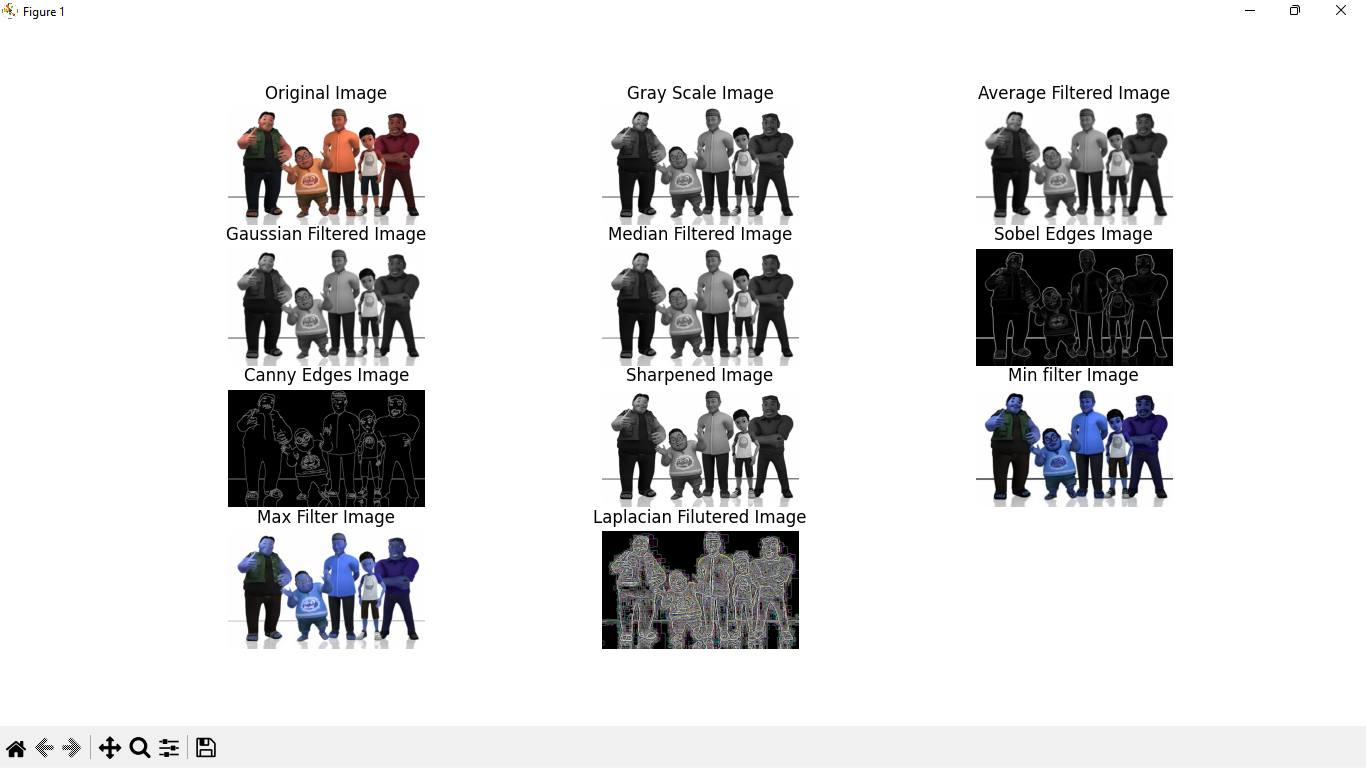 Figure 1
Original Image
Gray Scale Image
Average Filtered Image
Gaussian Filtered Image
Median Filtered Image
Sobel Edges Image
Canny Edges Image
Sharpened Image
Min filter Image
Max Filter Image
Laplacian Filutered Image